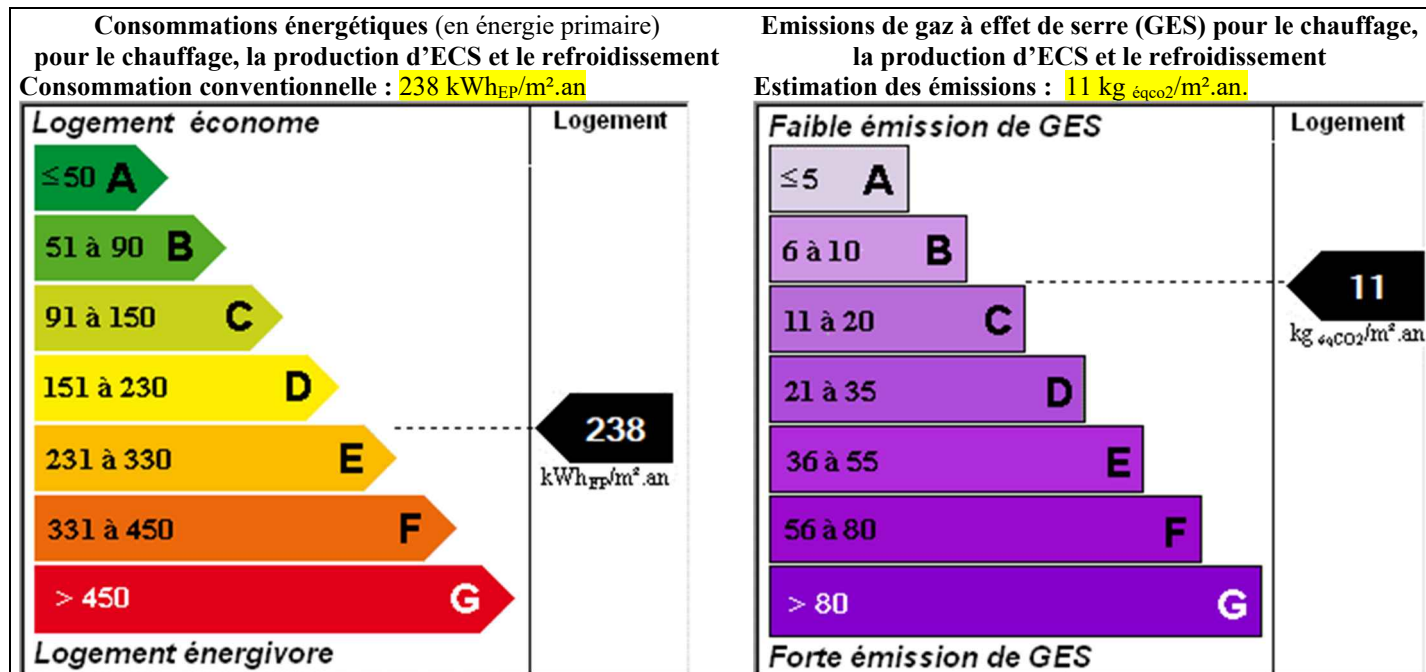 Consommations énergétiques (en énergie primaire)
pour le chauffage, la production d’ECS et le refroidissement
Consommation conventionnelle : 238 kWhEP/m².an
Logement économe
Logement
≤50 A
51 à 90 B
91 à 150 C
151 à 230 D
231 à 330 E
331 à 450 F
> 450 G
238
kWhEP/m².an
Logement énergivore
Emissions de gaz à effet de serre (GES) pour le chauffage,
la production d’ECS et le refroidissement
Estimation des émissions : 11 kg éqco2/m².an.
Faible émission de GES
Logement
≤5 A
6 à 10 B
11 à 20 C
21 à 35 D
36 à 55 E
56 à 80 F
> 80 G
11
kg éqCO2/m².an
Forte émission de GES